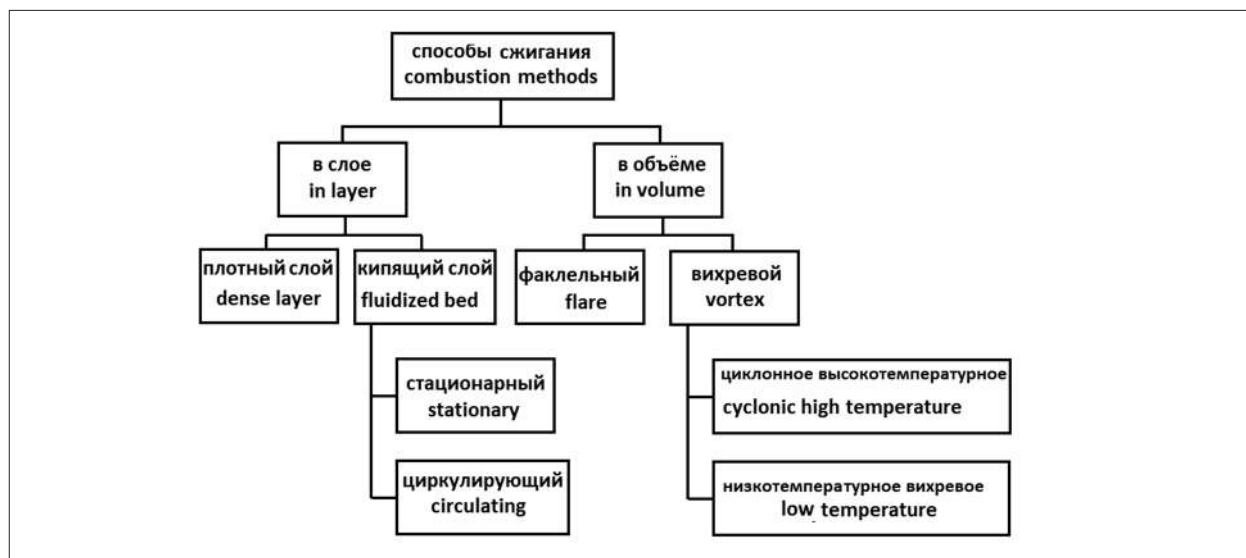 способы сжигания
combustion methods
в слое
in layer
в объёме
in volume
плотный слой
dense layer
кипящий слой
fluidized bed
факлельный
flare
вихревой
vortex
стационарный
stationary
циклонное высокотемпературное
cyclonic high temperature
циркулирующий
circulating
низкотемпературное вихревое
low temperature